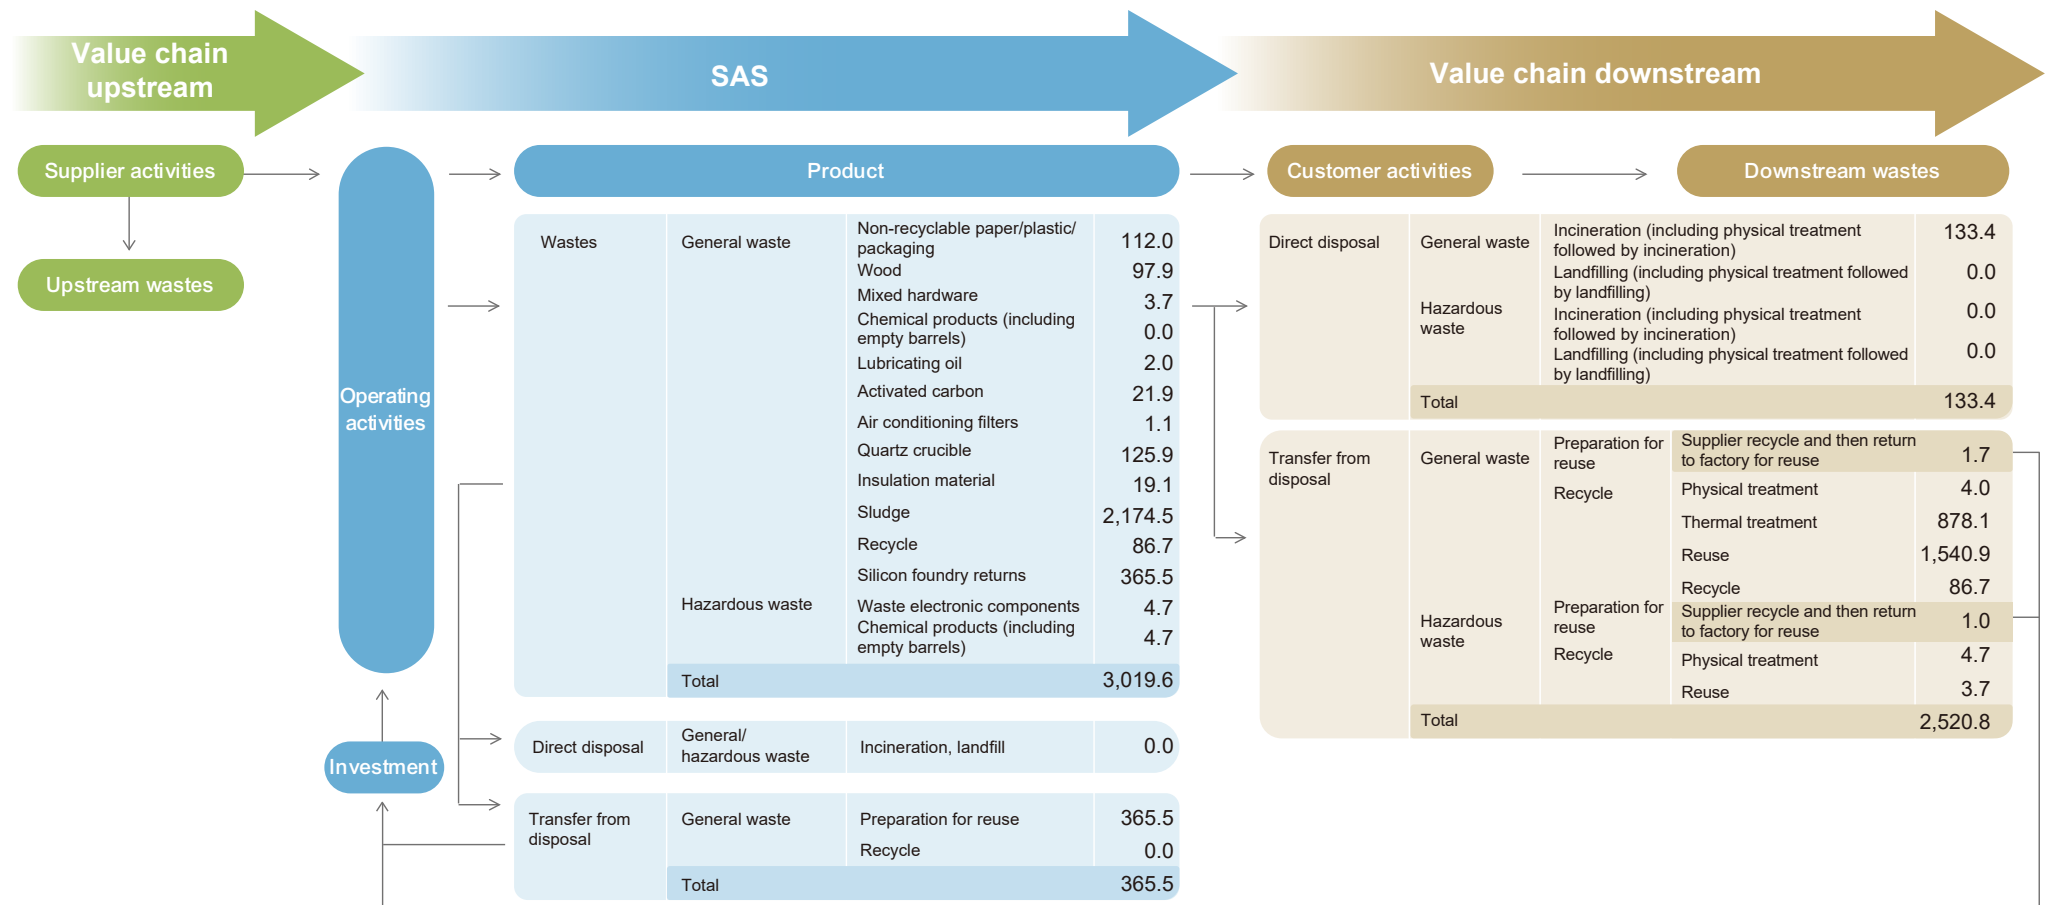 Value chain
upstream
SAS
Value chain downstream
Supplier activities
Upstream wastes
Operating
activities
Investment
Product
Customer activities
Downstream wastes
Wastes
General waste
Non-recyclable paper/plastic/
packaging
112.0
Wood
97.9
Mixed hardware
3.7
Chemical products (including
empty barrels)
0.0
Lubricating oil
2.0
Activated carbon
21.9
Air conditioning filters
1.1
Quartz crucible
125.9
Insulation material
19.1
Sludge
2,174.5
Recycle
86.7
Silicon foundry returns
365.5
Hazardous waste
Waste electronic components
4.7
Chemical products (including
empty barrels)
4.7
Total
3,019.6
Direct disposal
General/
hazardous waste
Incineration, landfill
0.0
Transfer from
disposal
General waste
Preparation for reuse
365.5
Recycle
0.0
Total
365.5
Direct disposal
General waste
Incineration (including physical treatment
followed by incineration)
133.4
Landfilling (including physical treatment followed
by landfilling)
0.0
Hazardous
waste
Incineration (including physical treatment
followed by incineration)
0.0
Landfilling (including physical treatment followed
by landfilling)
0.0
Total
133.4
Transfer from
disposal
General waste
Preparation for
reuse
Supplier recycle and then return
to factory for reuse
1.7
Recycle
Physical treatment
4.0
Thermal treatment
878.1
Reuse
1,540.9
Recycle
86.7
Hazardous
waste
Preparation for
reuse
Supplier recycle and then return
to factory for reuse
1.0
Recycle
Physical treatment
4.7
Reuse
3.7
Total
2,520.8